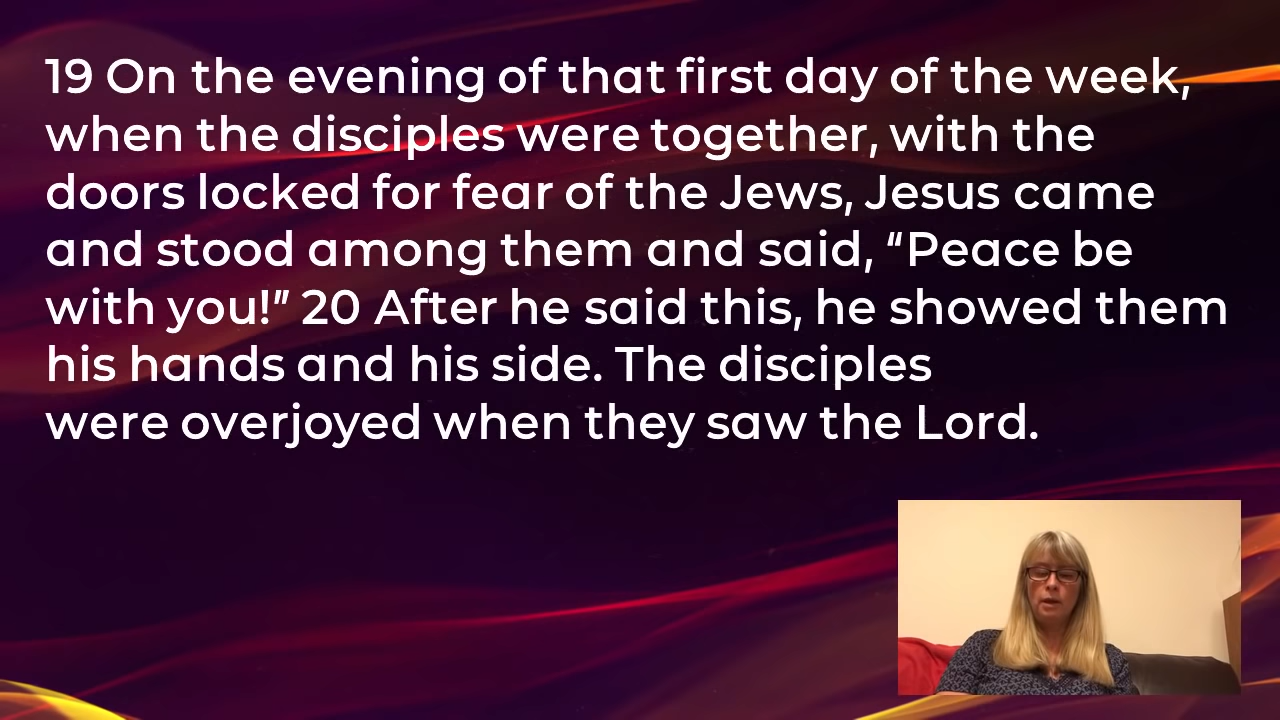 19 On the evening of that first day of the week,
when the disciples were together, with the
doors locked for fear of the Jews, Jesus came
and stood among them and said, “Peace be
with you!” 20 After he said this, he showed them
his hands and his side. The disciples
were overjoyed when they saw the Lord.